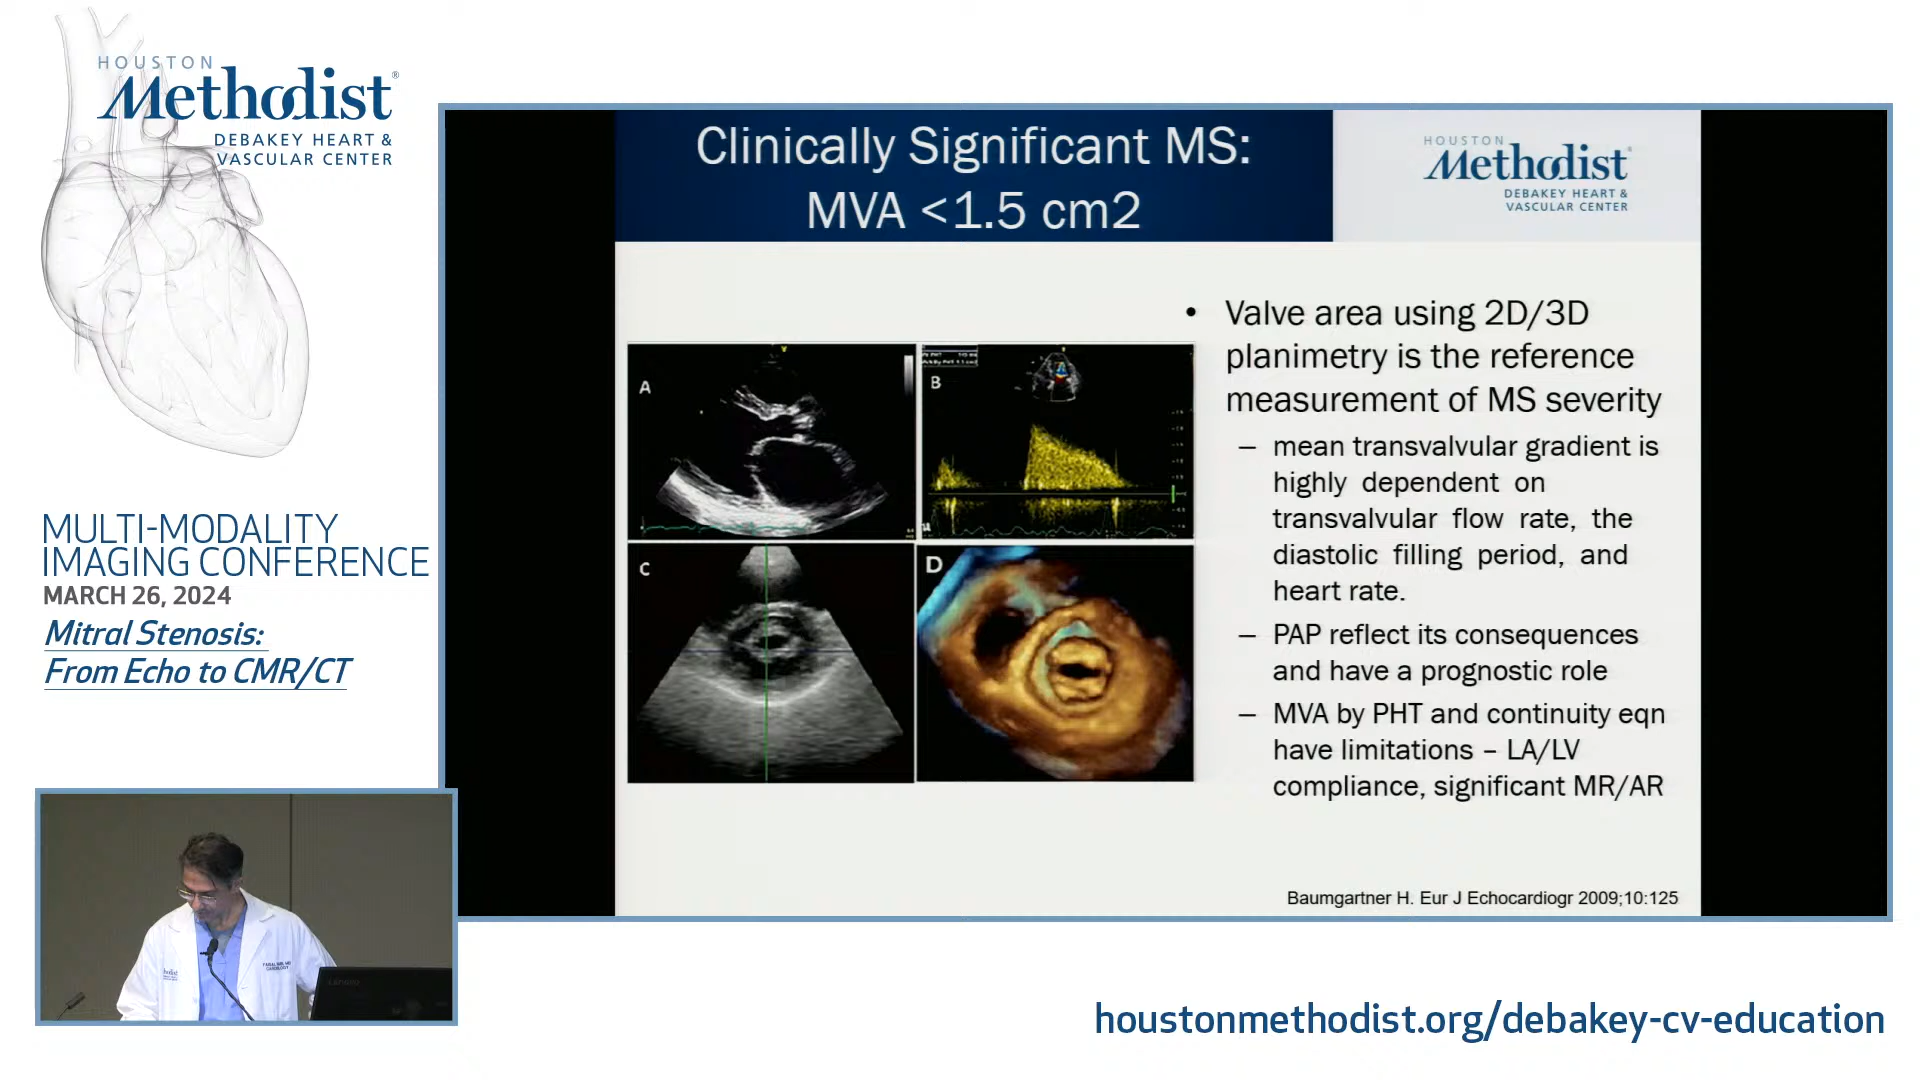 HOUSTON
Methodist®
DEBAKEY HEART &
VASCULAR CENTER
MULTI-MODALITY
IMAGING CONFERENCE
MARCH 26, 2024
Mitral Stenosis:
From Echo to CMR/CT
Clinically Significant MS:
MVA <1.5 cm2
HOUSTON
Methodist®
DEBAKEY HEART &
VASCULAR CENTER
A
B
C
D
• Valve area using 2D/3D
planimetry is the reference
measurement of MS severity
– mean transvalvular gradient is
highly dependent on
transvalvular flow rate, the
diastolic filling period, and
heart rate.
– PAP reflect its consequences
and have a prognostic role
– MVA by PHT and continuity eqn
have limitations – LA/LV
compliance, significant MR/AR
Baumgartner H. Eur J Echocardiogr 2009;10:125
houstonmethodist.org/debakey-cv-education